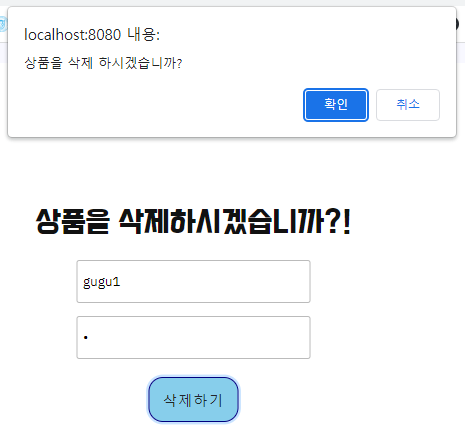 localhost:8080 내용:
상품을 삭제 하시겠습니까?
확인 취소
상품을 삭제하시겠습니까?!
gugu1
•
삭제하기